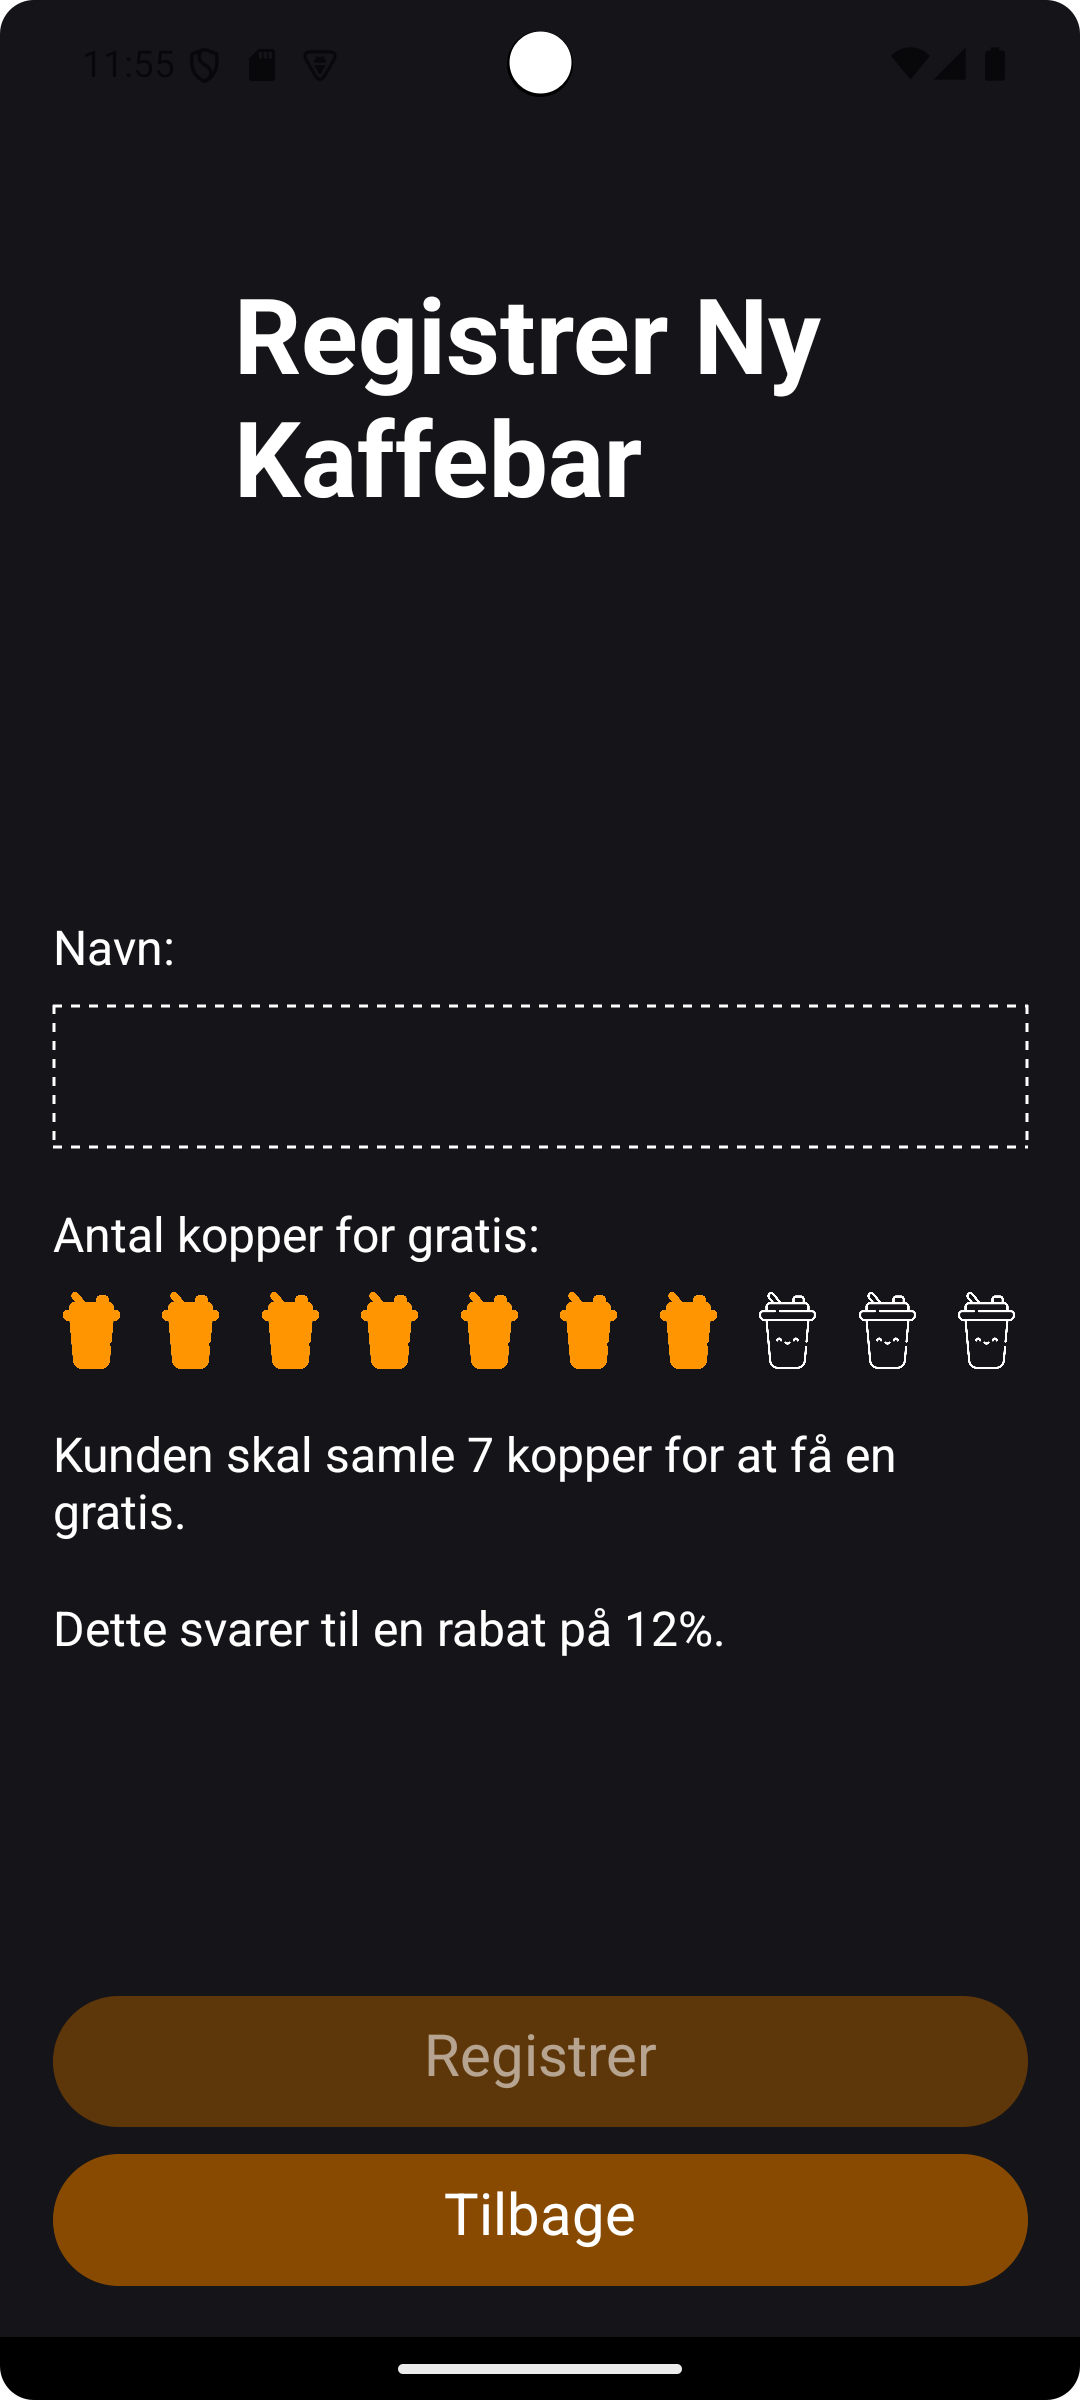 11:55
Registrer Ny
Kaffebar
Navn:
Antal kopper for gratis:
Kunden skal samle 7 kopper for at få en
gratis.
Dette svarer til en rabat på 12%.
Registrer
Tilbage